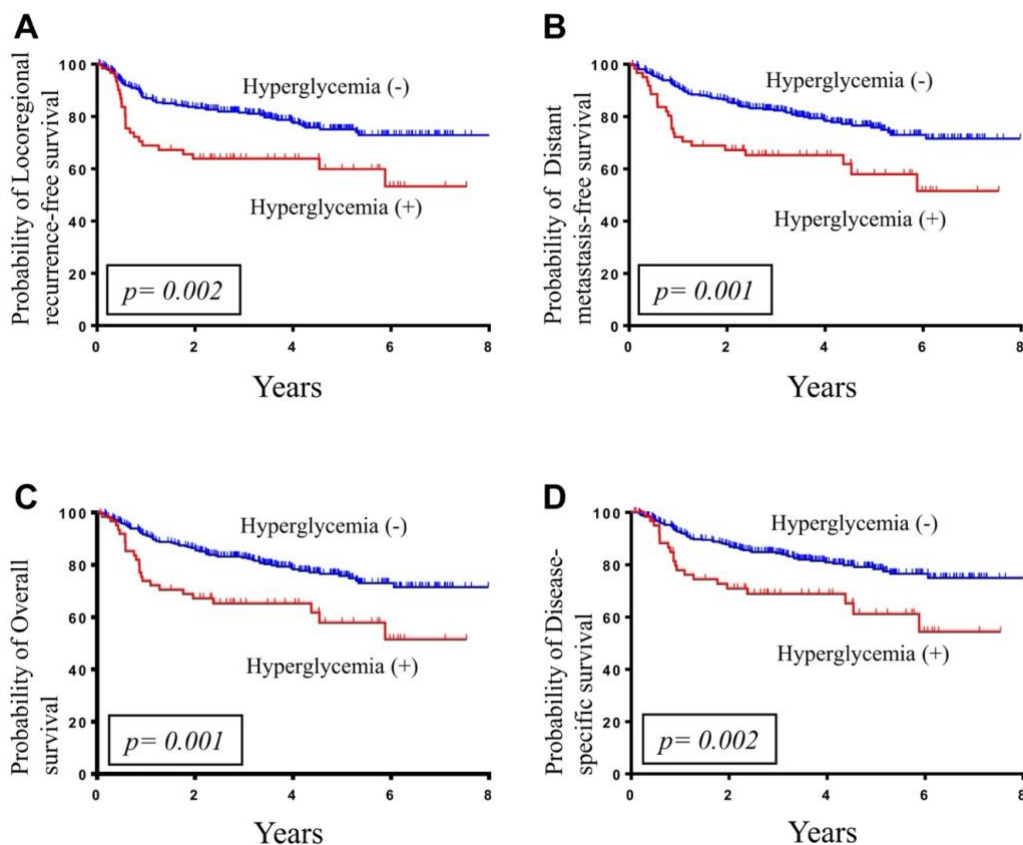 A
Probability of Locoregional
recurrence-free survival
100
80
60
40
20
0
Hyperglycemia (-)
Hyperglycemia (+)
p= 0.002
0 2 4 6 8
Years
B
Probability of Distant
metastasis-free survival
100
80
60
40
20
0
Hyperglycemia (-)
Hyperglycemia (+)
p= 0.001
0 2 4 6 8
Years
C
Probability of Overall
survival
100
80
60
40
20
0
Hyperglycemia (-)
Hyperglycemia (+)
p= 0.001
0 2 4 6 8
Years
D
Probability of Disease-
specific survival
100
80
60
40
20
0
Hyperglycemia (-)
Hyperglycemia (+)
p= 0.002
0 2 4 6 8
Years